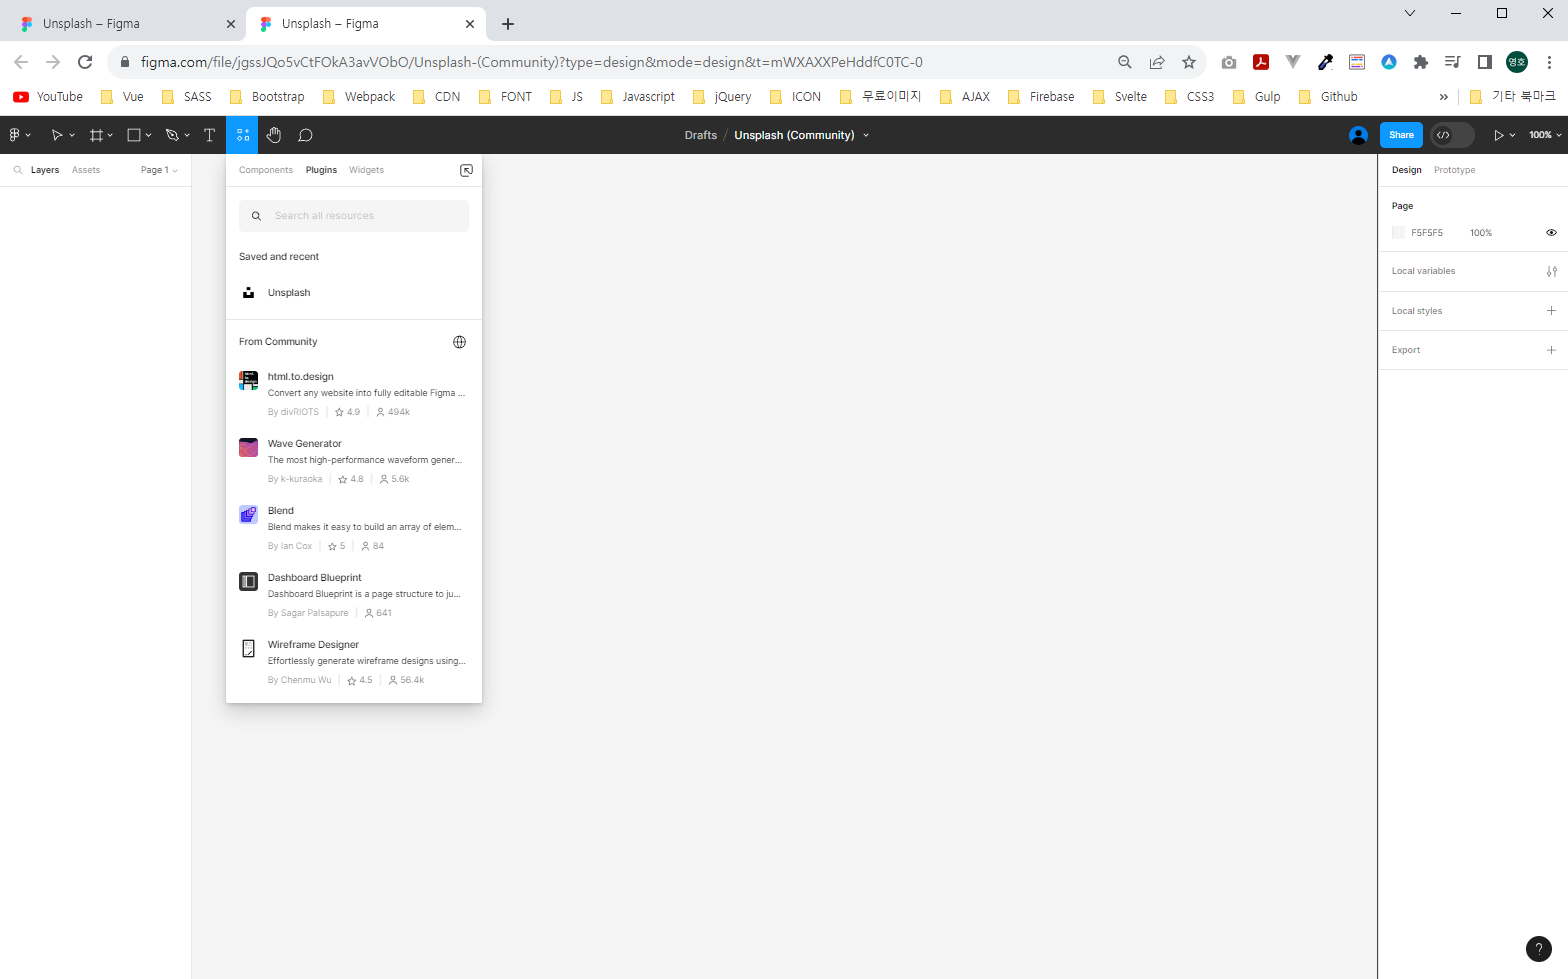 Unsplash – Figma
Unsplash – Figma
figma.com/file/jgssJQo5vCtFOkA3avVObO/Unsplash-(Community)?type=design&mode=design&t=mWXAXXPeHddfC0TC-0
영호
YouTube Vue SASS Bootstrap Webpack CDN FONT JS Javascript jQuery ICON 무료이미지 AJAX Firebase Svelte CSS3 Gulp Github » 기타 북마크
Drafts / Unsplash (Community)
Share
100%
Layers Assets Page 1
Components Plugins Widgets
Search all resources
Saved and recent
Unsplash
From Community
html.to.design
Convert any website into fully editable Figma ...
By divRIOTS | 4.9 | 494k
Wave Generator
The most high-performance waveform gener...
By k-kuraoka | 4.8 | 5.6k
Blend
Blend makes it easy to build an array of elem...
By Ian Cox | 5 | 84
Dashboard Blueprint
Dashboard Blueprint is a page structure to ju...
By Sagar Palsapure | 641
Wireframe Designer
Effortlessly generate wireframe designs using...
By Chenmu Wu | 4.5 | 56.4k
Design Prototype
Page
F5F5F5 100%
Local variables
Local styles
Export
?